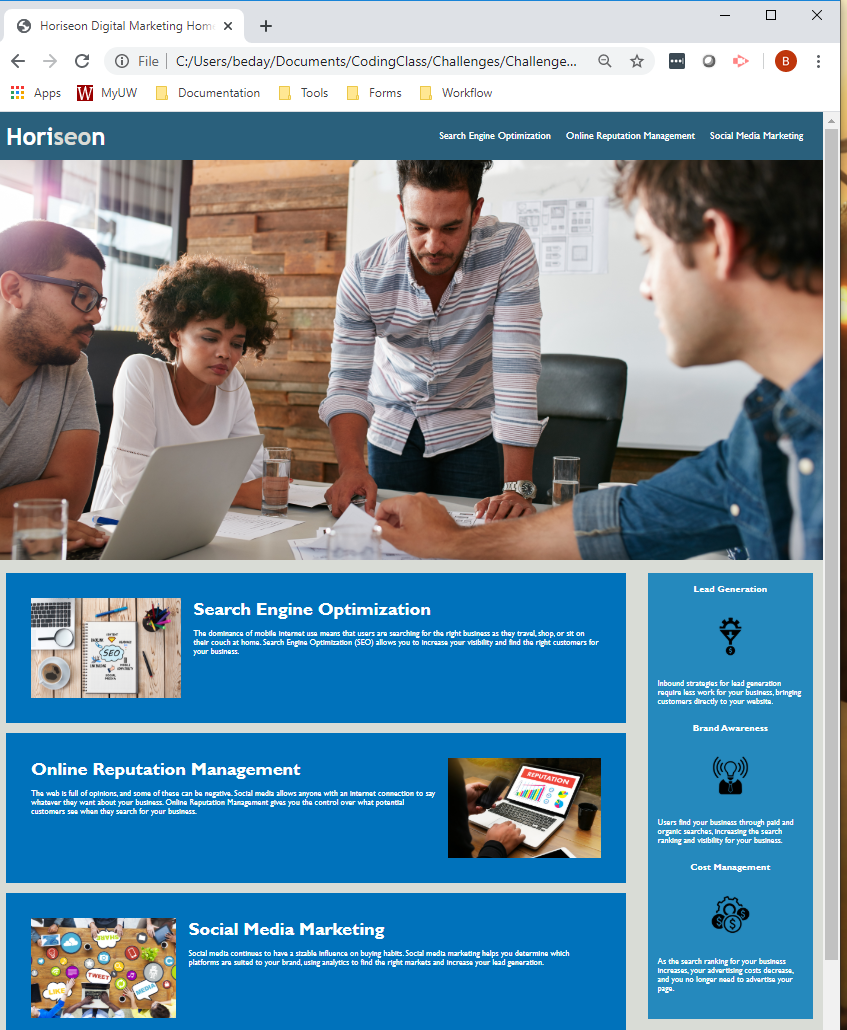 Horiseon Digital Marketing Hom
File
C:/Users/beday/Documents/CodingClass/Challenges/Challenge...
B
Apps
MyUW
Documentation
Tools
Forms
Workflow
Horiseon
Search Engine Optimization
Online Reputation Management
Social Media Marketing
SEO
Search Engine Optimization
The dominance of mobile internet use means that users are searching for the right business as they travel, shop, or sit on
their couch at home. Search Engine Optimization (SEO) allows you to increase your visibility and find the right customers for
your business.
Online Reputation Management
The web is full of opinions, and some of these can be negative. Social media allows anyone with an internet connection to say
whatever they want about your business. Online Reputation Management gives you the control over what potential
customers see when they search for your business.
REPUTATION
SHARE
TWEET
LIKE
MEDIA
Social Media Marketing
Social media continues to have a sizable influence on buying habits. Social media marketing helps you determine which
platforms are suited to your brand, using analytics to find the right markets and increase your lead generation.
Lead Generation
Inbound strategies for lead generation
require less work for your business, bringing
customers directly to your website.
Brand Awareness
Users find your business through paid and
organic searches, increasing the search
ranking and visibility for your business.
Cost Management
As the search ranking for your business
increases, your advertising costs decrease,
and you no longer need to advertise your
page.